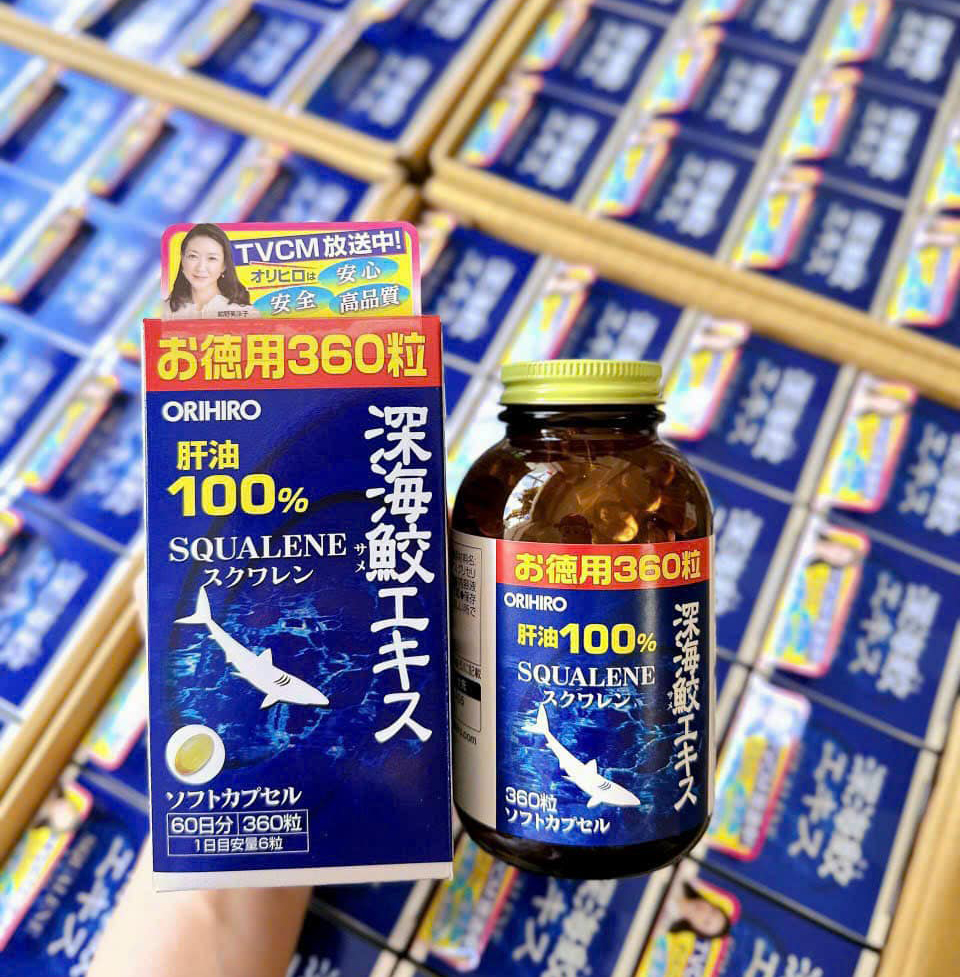 TVCM放送中!
オリヒロは
安心
安全
高品質
お徳用360粒
ORIHIRO
肝油
100%
SQUALENE
スクワレン
深海鮫エキス
サメ
ソフトカプセル
60日分
360粒
1日目安量6粒
お徳用360粒
ORIHIRO
肝油100%
SQUALENE
スクワレン
深海鮫エキス
サメ
360粒
ソフトカプセル